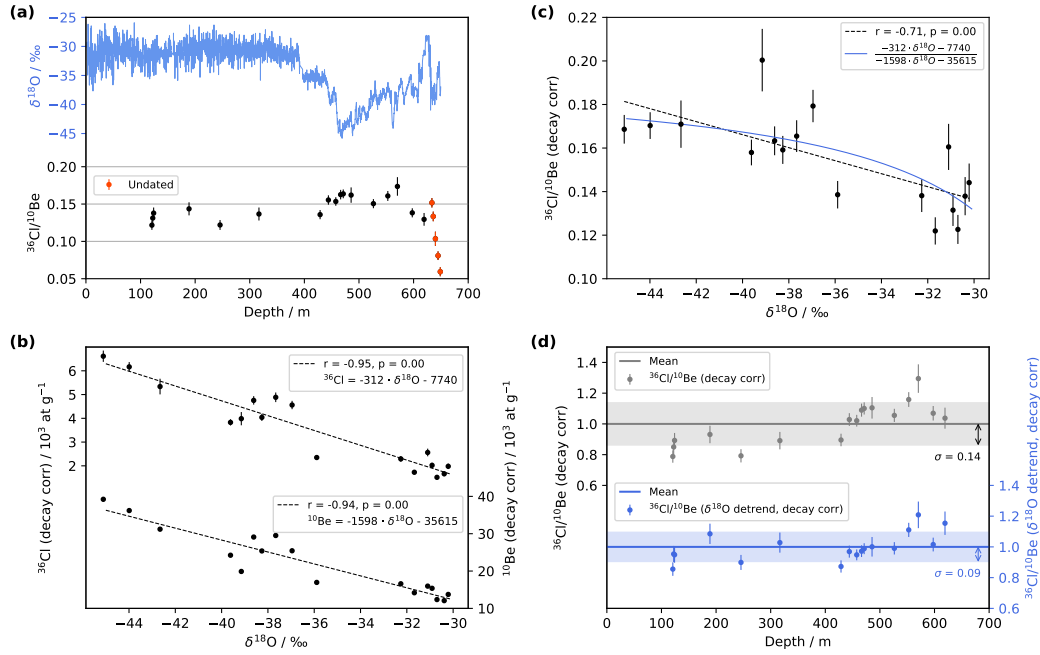 (a)
−25
−30
−35
−40
−45
δ¹⁸O / ‰
0.20
0.15
0.10
0.05
³⁶Cl/¹⁰Be
Undated
0 100 200 300 400 500 600 700
Depth / m
(c)
0.22
0.20
0.18
0.16
0.14
0.12
0.10
³⁶Cl/¹⁰Be (decay corr)
r = -0.71, p = 0.00
−312 · δ¹⁸O − 7740
−1598 · δ¹⁸O − 35615
−44 −42 −40 −38 −36 −34 −32 −30
δ¹⁸O / ‰
(b)
6
5
4
3
2
³⁶Cl (decay corr) / 10³ at g⁻¹
r = -0.95, p = 0.00
³⁶Cl = -312 · δ¹⁸O - 7740
r = -0.94, p = 0.00
¹⁰Be = -1598 · δ¹⁸O - 35615
40
30
20
10
¹⁰Be (decay corr) / 10³ at g⁻¹
−44 −42 −40 −38 −36 −34 −32 −30
δ¹⁸O / ‰
(d)
1.4
1.2
1.0
0.8
0.6
³⁶Cl/¹⁰Be (decay corr)
Mean
³⁶Cl/¹⁰Be (decay corr)
σ = 0.14
Mean
³⁶Cl/¹⁰Be (δ¹⁸O detrend, decay corr)
σ = 0.09
1.4
1.2
1.0
0.8
0.6
³⁶Cl/¹⁰Be (δ¹⁸O detrend, decay corr)
0 100 200 300 400 500 600 700
Depth / m